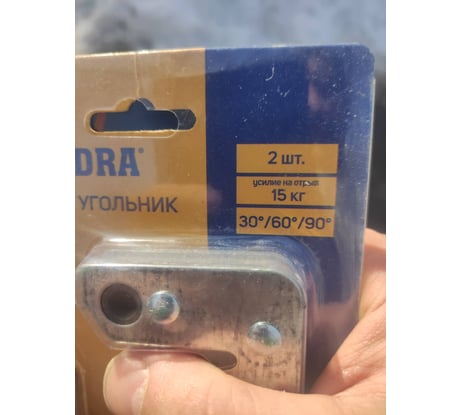 DRA®
УГОЛЬНИК
2 шт.
усилие на отрыв
15 кг
30°/60°/90°